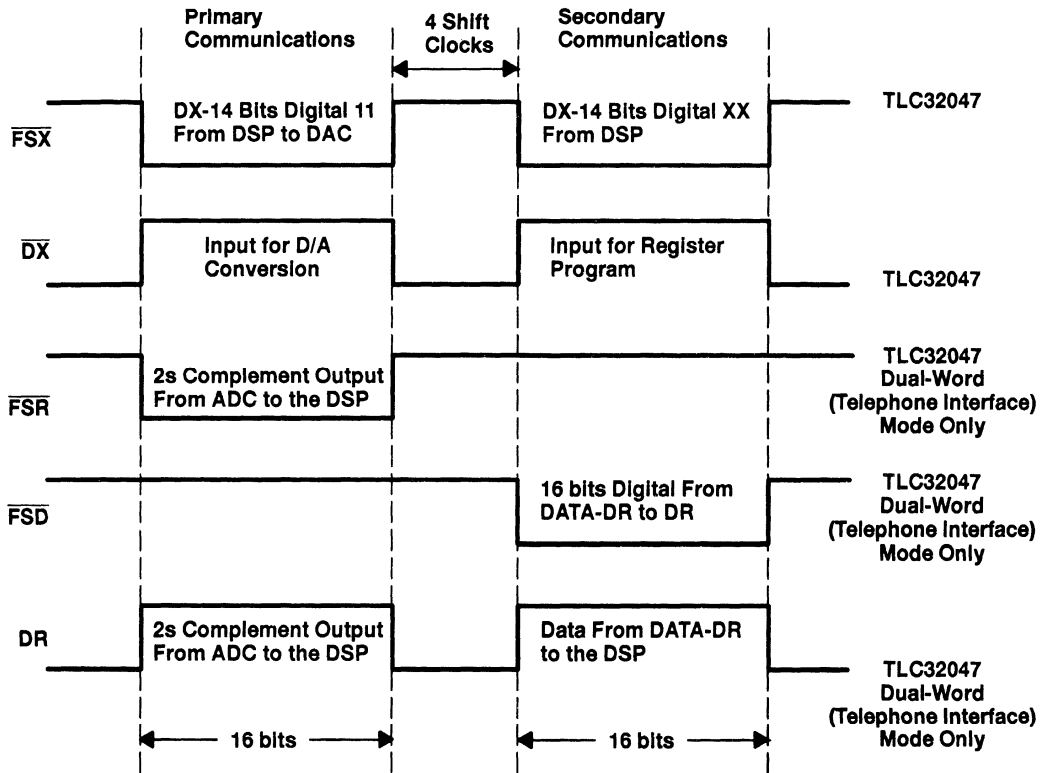 Primary
Communications
4 Shift
Clocks
Secondary
Communications
FSX
DX-14 Bits Digital 11
From DSP to DAC
DX-14 Bits Digital XX
From DSP
TLC32047
DX
Input for D/A
Conversion
Input for Register
Program
TLC32047
FSR
2s Complement Output
From ADC to the DSP
TLC32047
Dual-Word
(Telephone Interface)
Mode Only
FSD
16 bits Digital From
DATA-DR to DR
TLC32047
Dual-Word
(Telephone Interface)
Mode Only
DR
2s Complement Output
From ADC to the DSP
Data From DATA-DR
to the DSP
TLC32047
Dual-Word
(Telephone Interface)
Mode Only
16 bits
16 bits